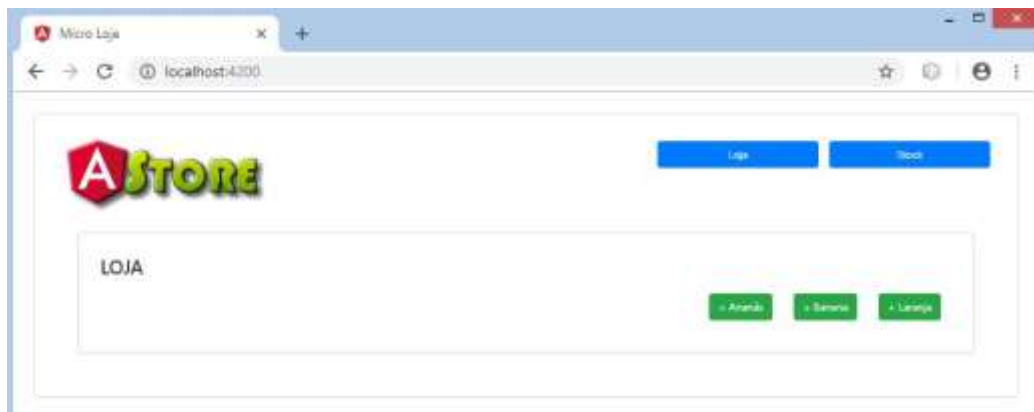 Micro Loja
localhost:4200
ASTORE
Loja
Stock
LOJA
+ Ananás
+ Banana
+ Laranja